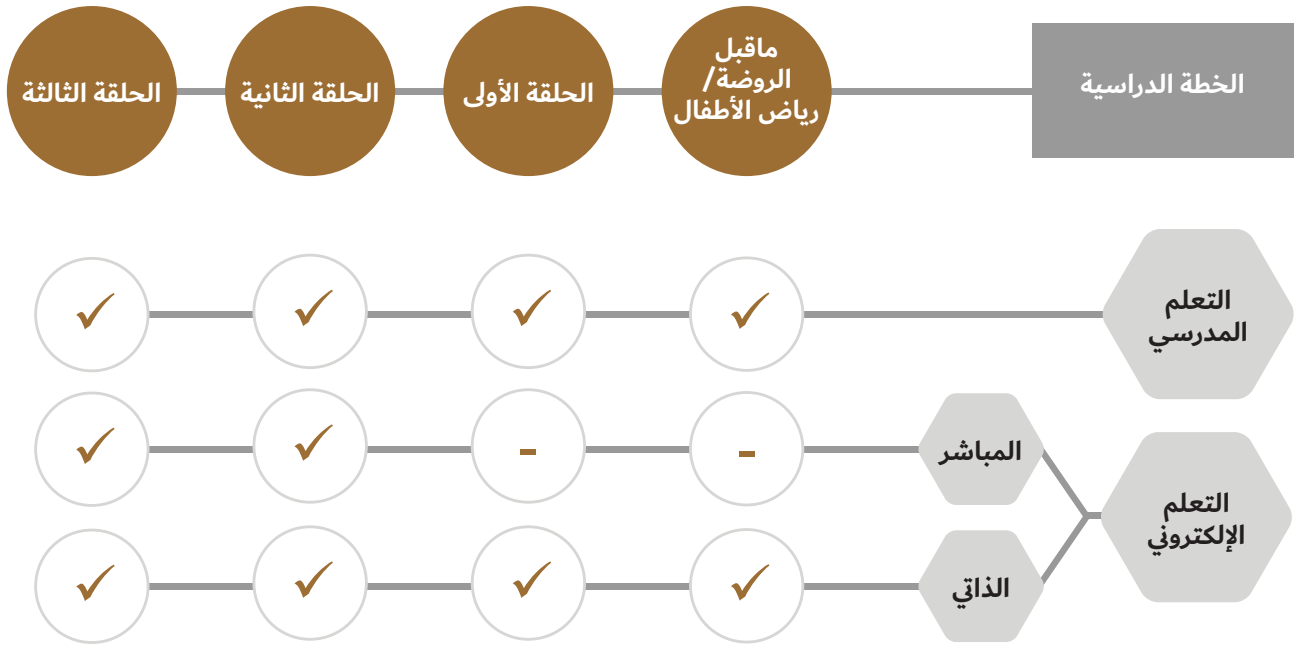 الخطة الدراسية
ماقبل
الروضة/
رياض الأطفال
الحلقة الأولى
الحلقة الثانية
الحلقة الثالثة
التعلم
المدرسي
✓ ✓ ✓ ✓
التعلم
الإلكتروني
المباشر
- - ✓ ✓
الذاتي
✓ ✓ ✓ ✓